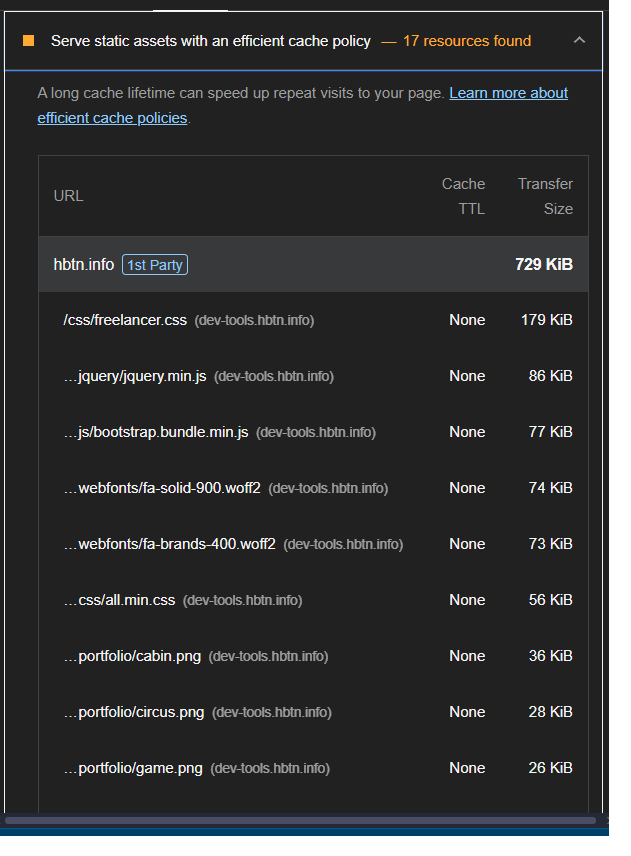 Serve static assets with an efficient cache policy — 17 resources found
A long cache lifetime can speed up repeat visits to your page. Learn more about
efficient cache policies.
URL Cache TTL Transfer Size
hbtn.info 1st Party 729 KiB
/css/freelancer.css (dev-tools.hbtn.info) None 179 KiB
…jquery/jquery.min.js (dev-tools.hbtn.info) None 86 KiB
…js/bootstrap.bundle.min.js (dev-tools.hbtn.info) None 77 KiB
…webfonts/fa-solid-900.woff2 (dev-tools.hbtn.info) None 74 KiB
…webfonts/fa-brands-400.woff2 (dev-tools.hbtn.info) None 73 KiB
…css/all.min.css (dev-tools.hbtn.info) None 56 KiB
…portfolio/cabin.png (dev-tools.hbtn.info) None 36 KiB
…portfolio/circus.png (dev-tools.hbtn.info) None 28 KiB
…portfolio/game.png (dev-tools.hbtn.info) None 26 KiB